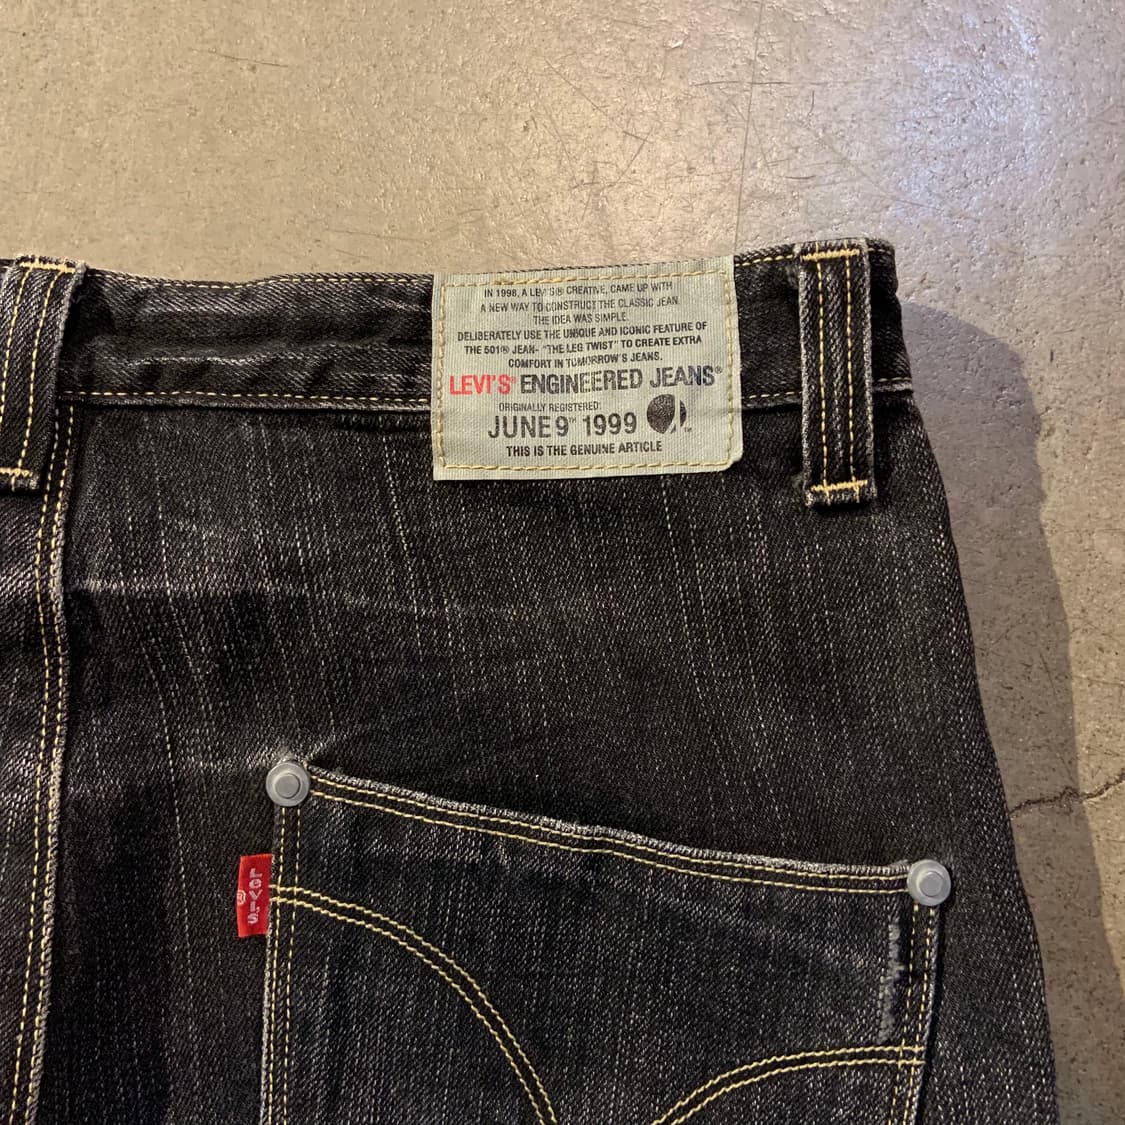 IN 1998, A LEVI'S® CREATIVE, CAME UP WITH
A NEW WAY TO CONSTRUCT THE CLASSIC JEAN.
THE IDEA WAS SIMPLE.
DELIBERATELY USE THE UNIQUE AND ICONIC FEATURE OF
THE 501® JEAN- "THE LEG TWIST" TO CREATE EXTRA
COMFORT IN TOMORROW'S JEANS.
LEVI'S® ENGINEERED JEANS®
ORIGINALLY REGISTERED:
JUNE 9TH 1999
THIS IS THE GENUINE ARTICLE
LEVI'S ®